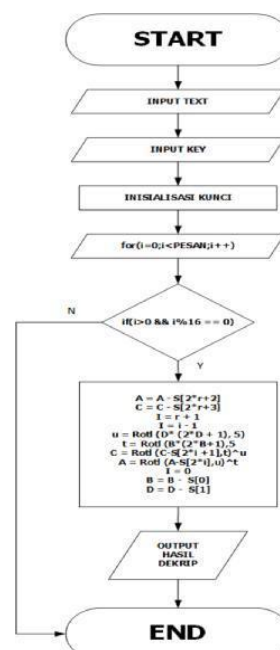 START
INPUT TEXT
INPUT KEY
INISIALISASI KUNCI
for(i=0;i<PESAN;i++)
N
if(i>0 && i%16 == 0)
Y
A = A - S[2*r+2]
C = C - S[2*r+3]
I = r + 1
I = i - 1
u = Rotl (D* (2*D + 1), 5)
t = Rotl (B*(2*B+1),5
C = Rotl (C-S[2*i +1],t)^u
A = Rotl (A-S[2*i],u)^t
I = 0
B = B - S[0]
D = D - S[1]
OUTPUT
HASIL
DEKRIP
END